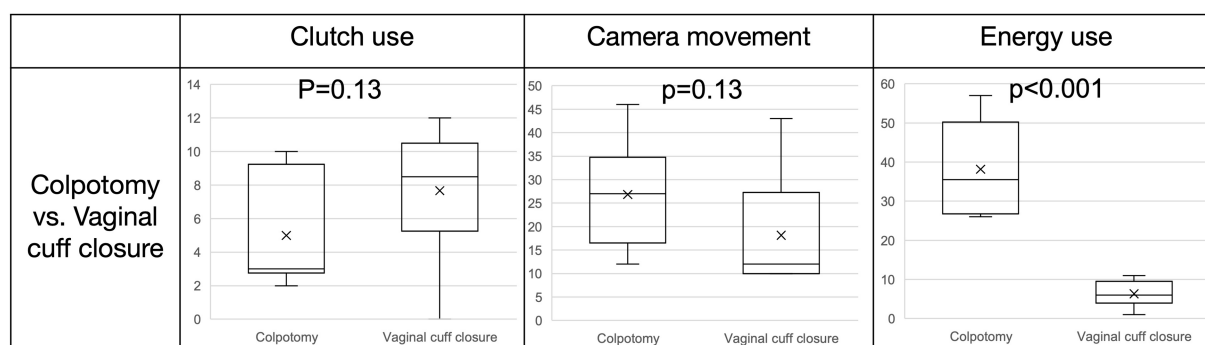 Clutch use
Camera movement
Energy use
Colpotomy
vs. Vaginal
cuff closure
P=0.13
14
12
10
8
6
4
2
0
Colpotomy
Vaginal cuff closure
p=0.13
50
45
40
35
30
25
20
15
10
5
0
Colpotomy
Vaginal cuff closure
p<0.001
60
50
40
30
20
10
0
Colpotomy
Vaginal cuff closure